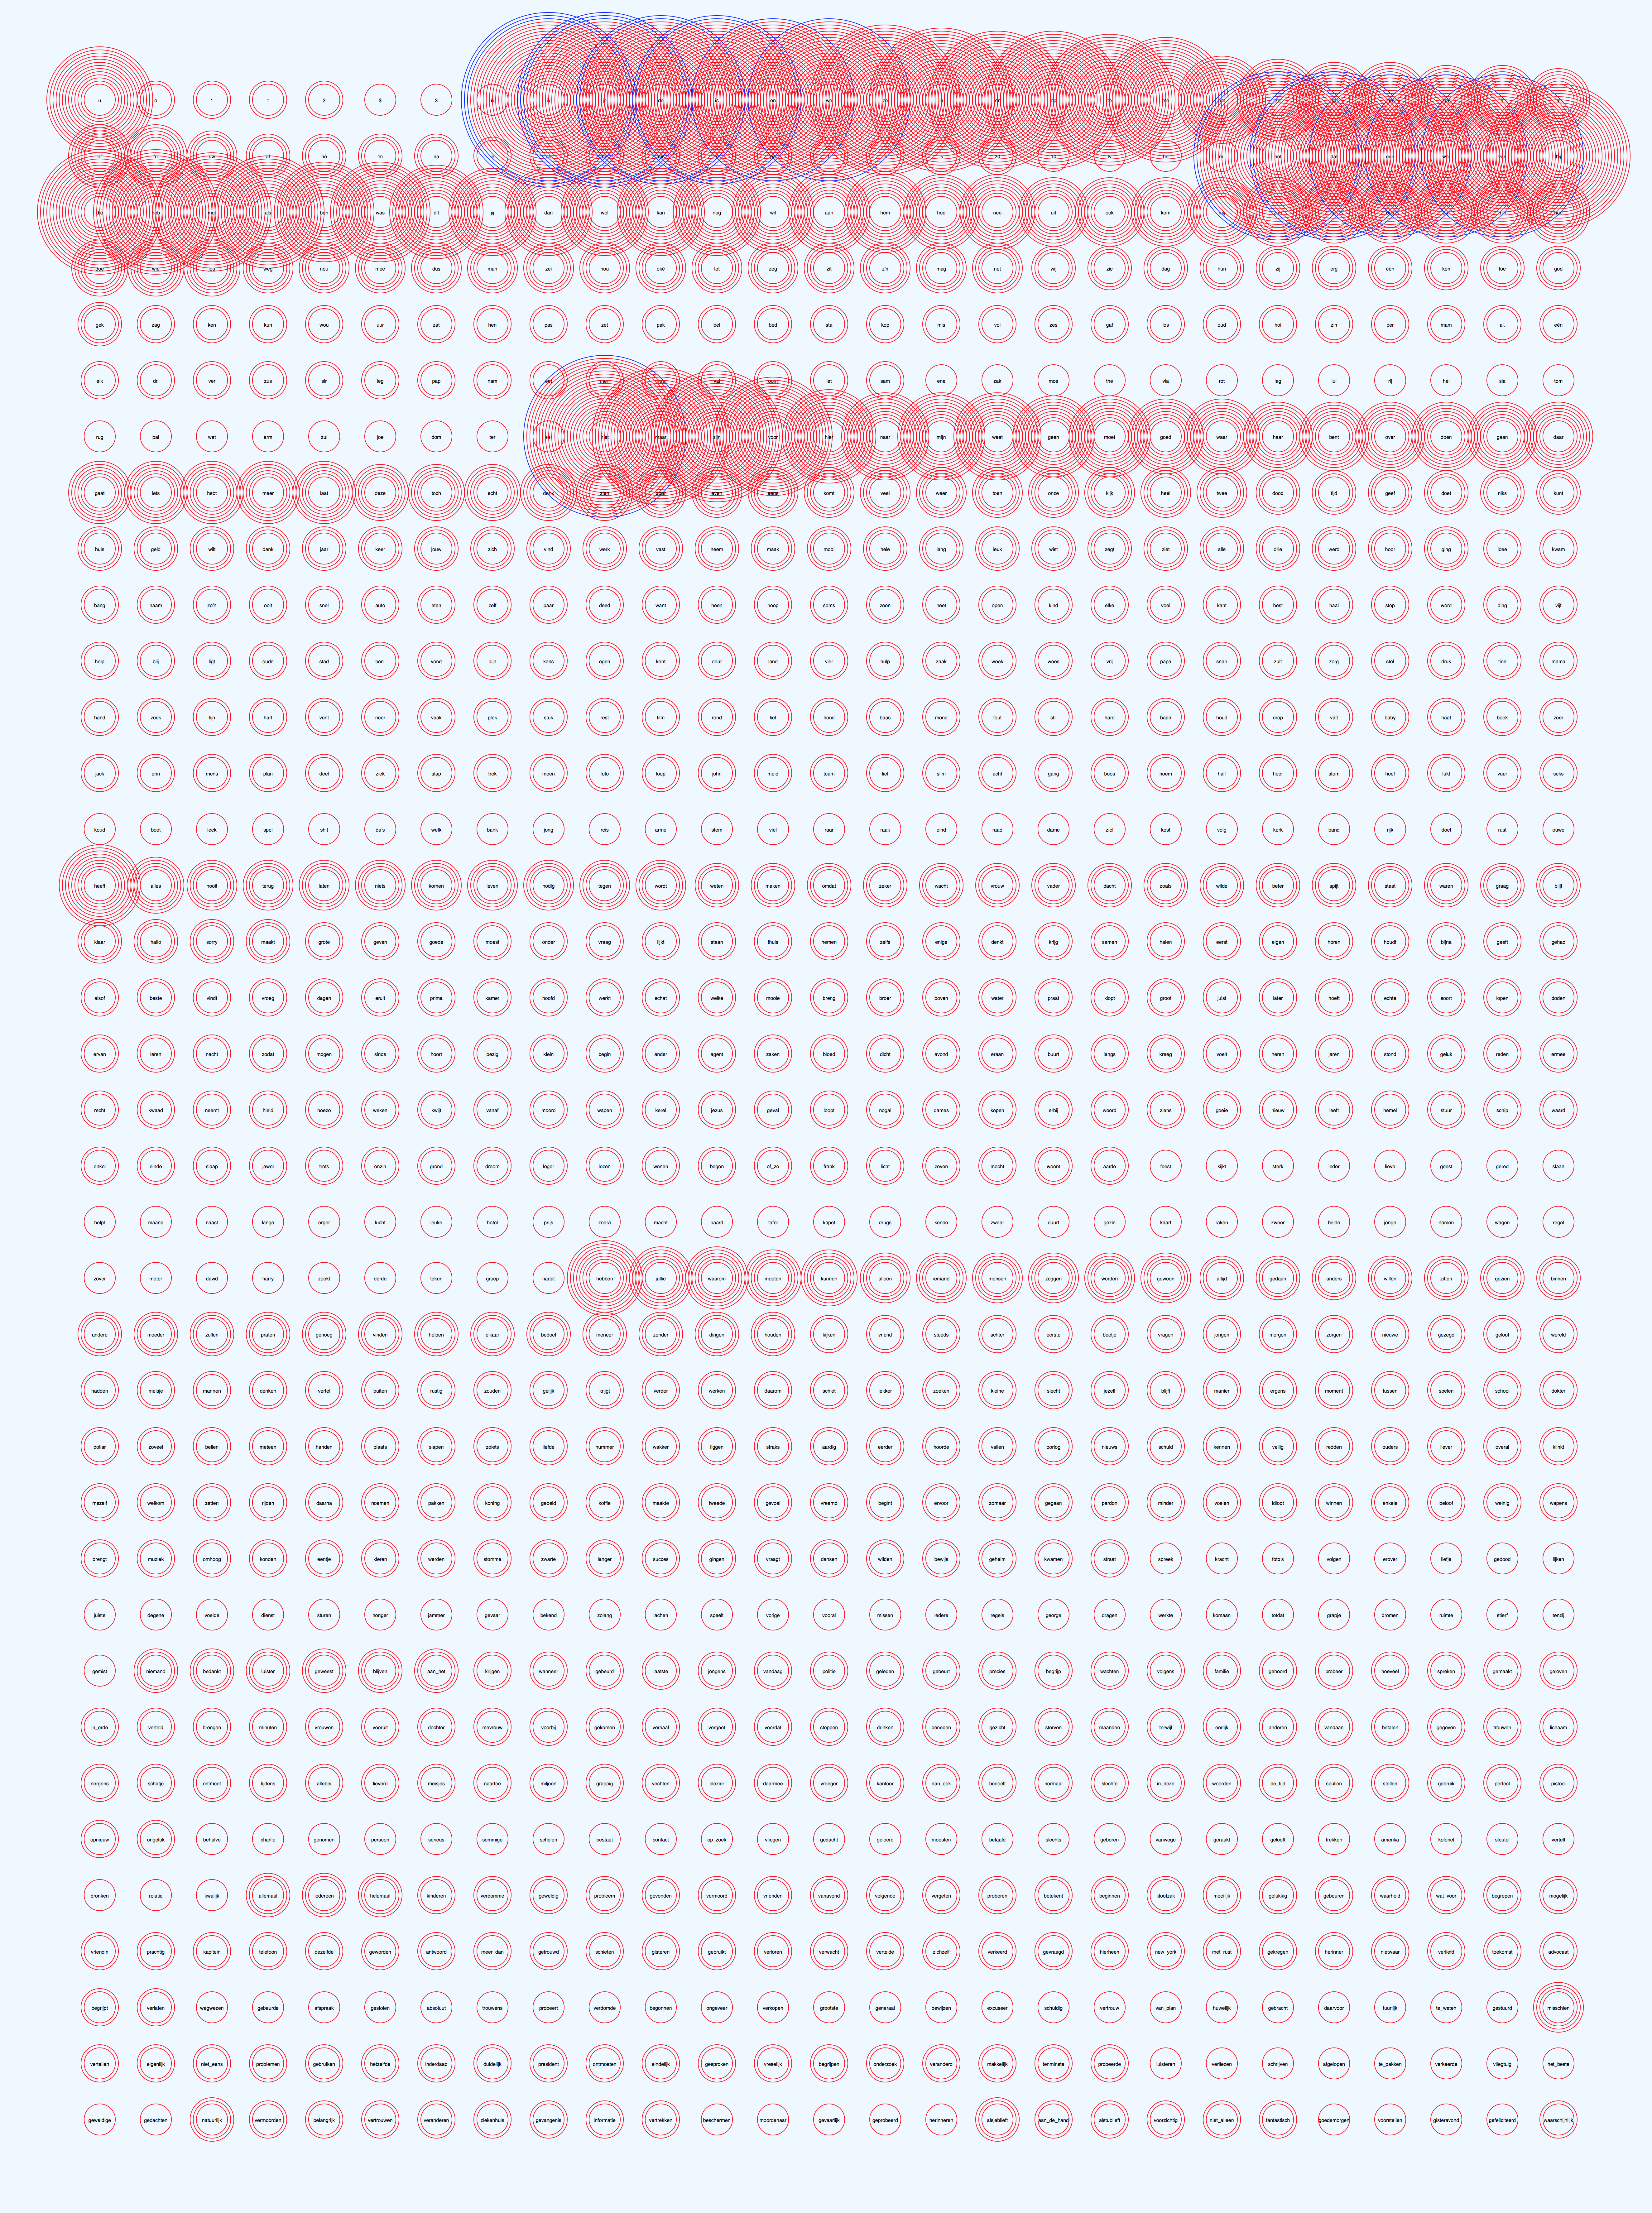 u o 1 t 2 $ 3 de en we ze
hé 'm na 20 10 tv he
was dit jij dan wel kan nog wil aan hem hoe nee uit ook kom
doe nou mee dus man zei hou oké tot zeg zit z'n mag net wij zie dag hun zij erg één kon toe god
gek zag ken kun wou uur zat hen pas zet pak bel bed sta kop mis vol zes gaf los oud hoi zin per mam al. eén
elk dr. ver zus sir leg pap nam let sam ene zak moe the via rot lag lul rij hel sla tom
rug bal wet arm zul joe dom ter niet maar zijn voor hier naar mijn weet geen moet goed waar haar bent over doen gaan daar
gaat iets hebt meer laat deze toch echt denk zien even eens komt veel weer toen onze kijk heel twee dood tijd geef doet niks kunt
huis geld wilt dank jaar keer jouw zich vind werk vast neem maak mooi hele lang leuk wist zegt ziet alle drie werd hoor ging idee kwam
bang naam zo'n ooit snel auto eten zelf paar deed want heen hoop soms zoon heet open kind elke voel kant best haal stop word ding vijf
help blij ligt oude stad ben. vond pijn kans ogen kent deur land vier hulp zaak week wees vrij papa snap zult zorg stel druk tien mama
hand zoek fijn hart vent neer vaak plek stuk rest film rond liet hond baas mond fout stil hard baan houd erop valt baby haat boek zeer
jack erin mens plan deel ziek stap trek meen foto loop john meid team lief slim acht gang boos noem half heer stom hoef lukt vuur seks
koud boot leek spel shit da's welk bank jong reis arme stem viel raar raak eind raad dame ziel kost volg kerk band rijk doel rust ouwe
heeft alles nooit terug laten niets komen leven nodig tegen wordt weten maken omdat zeker wacht vrouw vader dacht zoals wilde beter spijt staat waren graag blijf
klaar hallo sorry maakt grote geven goede moest onder vraag lijkt staan thuis nemen zelfs enige denkt krijg samen halen eerst eigen horen houdt bijna geeft gehad
alsof beste vindt vroeg dagen eruit prima kamer hoofd werkt schat welke mooie breng broer boven water praat klopt groot juist later hoeft echte soort lopen doden
ervan leren nacht zodat mogen sinds hoort bezig klein begin ander agent zaken bloed dicht avond eraan buurt langs kreeg voelt heren jaren stond geluk reden ermee
recht kwaad neemt hield hoezo weken kwijt vanaf moord wapen kerel jezus geval loopt nogal dames kopen erbij woord ziens goeie nieuw leeft hemel stuur schip waard
enkel einde slaap jawel trots onzin grond droom leger lezen wonen begon of_zo frank licht zeven mocht woont aarde feest kijkt sterk ieder lieve geest gered slaan
helpt maand naast lange erger lucht leuke hotel prijs zodra macht paard tafel kapot drugs kende zwaar duurt gezin kaart raken zweer beide jonge namen wagen regel
zover meter david harry zoekt derde teken groep nadat hebben jullie waarom moeten kunnen alleen iemand mensen zeggen worden gewoon altijd gedaan anders willen zitten gezien binnen
andere moeder zullen praten genoeg vinden helpen elkaar bedoel meneer zonder dingen houden kijken vriend steeds achter eerste beetje vragen jongen morgen zorgen nieuwe gezegd geloof wereld
hadden meisje mannen denken vertel buiten rustig zouden gelijk krijgt verder werken daarom schiet lekker zoeken kleine slecht jezelf blijft manier ergens moment tussen spelen school dokter
dollar zoveel bellen meteen handen plaats slapen zoiets liefde nummer wakker liggen straks aardig eerder hoorde vallen oorlog nieuws schuld kennen veilig redden ouders liever overal klinkt
mezelf welkom zetten rijden daarna noemen pakken koning gebeld koffie maakte tweede gevoel vreemd begint ervoor zomaar gegaan pardon minder voelen idioot winnen enkele beloof weinig wapens
brengt muziek omhoog konden eentje kleren werden stomme zwarte langer succes gingen vraagt dansen wilden bewijs geheim kwamen straat spreek kracht foto's volgen erover liefje gedood lijken
juiste degene voelde dienst sturen honger jammer gevaar bekend zolang lachen speelt vorige vooral missen iedere regels george dragen werkte komaan totdat grapje dromen ruimte stierf tenzij
gemist niemand bedankt luister geweest blijven aan_het krijgen wanneer gebeurd laatste jongens vandaag politie geleden gebeurt precies begrijp wachten volgens familie gehoord probeer hoeveel spreken gemaakt geloven
in_orde verteld brengen minuten vrouwen vooruit dochter mevrouw voorbij gekomen verhaal vergeet voordat stoppen drinken beneden gezicht sterven maanden terwijl eerlijk anderen vandaan betalen gegeven trouwen lichaam
nergens schatje ontmoet tijdens allebei lieverd meisjes naartoe miljoen grappig vechten plezier daarmee vroeger kantoor dan_ook bedoelt normaal slechte in_deze woorden de_tijd spullen stellen gebruik perfect pistool
opnieuw ongeluk behalve charlie genomen persoon serieus sommige schelen bestaat contact op_zoek vliegen gedacht geleerd moesten betaald slechts geboren vanwege geraakt gelooft trekken amerika kolonel sleutel vertelt
dronken relatie kwalijk allemaal iedereen helemaal kinderen verdomme geweldig probleem gevonden vermoord vrienden vanavond volgende vergeten proberen betekent beginnen klootzak moeilijk gelukkig gebeuren waarheid wat_voor begrepen mogelijk
vriendin prachtig kapitein telefoon dezelfde geworden antwoord meer_dan getrouwd schieten gisteren gebruikt verloren verwacht vertelde zichzelf verkeerd gevraagd hierheen new_york met_rust gekregen herinner nietwaar verliefd toekomst advocaat
begrijpt verlaten wegwezen gebeurde afspraak gestolen absoluut trouwens probeert verdomde begonnen ongeveer verkopen grootste generaal bewijzen excuseer schuldig vertrouw van_plan huwelijk gebracht daarvoor tuurlijk te_weten gestuurd misschien
vertellen eigenlijk niet_eens problemen gebruiken hetzelfde inderdaad duidelijk president ontmoeten eindelijk gesproken vreselijk begrijpen onderzoek veranderd makkelijk tenminste probeerde luisteren verliezen schrijven afgelopen te_pakken verkeerde vliegtuig het_beste
geweldige gedachten natuurlijk vermoorden belangrijk vertrouwen veranderen ziekenhuis gevangenis informatie vertrekken beschermen moordenaar gevaarlijk geprobeerd herinneren alsjeblieft aan_de_hand alstublieft voorzichtig niet_alleen fantastisch goedemorgen voorstellen gisteravond gefeliciteerd waarschijnlijk